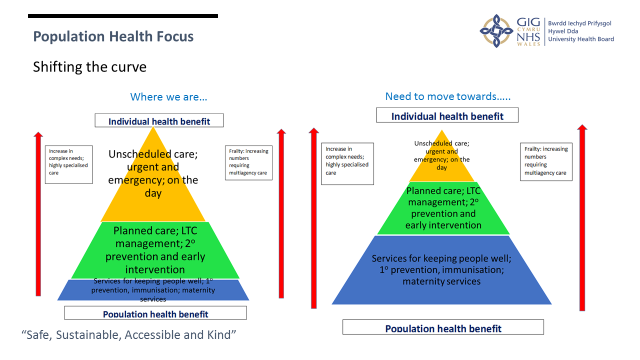 Population Health Focus
GIG
CYMRU
NHS
WALES
Bwrdd Iechyd Prifysgol
Hywel Dda
University Health Board
Shifting the curve
Where we are...
Individual health benefit
Increase in
complex needs;
highly specialised
care
Unscheduled care;
urgent and
emergency; on the
day
Frailty: increasing
numbers
requiring
multiagency care
Planned care; LTC
management; 2°
prevention and early
intervention
Services for keeping people well; 1°
prevention, immunisation; maternity
services
Population health benefit
Need to move towards.....
Individual health benefit
Increase in
complex needs;
highly specialised
care
Unscheduled care;
urgent and
emergency; on the
day
Frailty: increasing
numbers
requiring
multiagency care
Planned care; LTC
management; 2°
prevention and
early intervention
Services for keeping people well;
1° prevention, immunisation;
maternity services
Population health benefit
“Safe, Sustainable, Accessible and Kind”